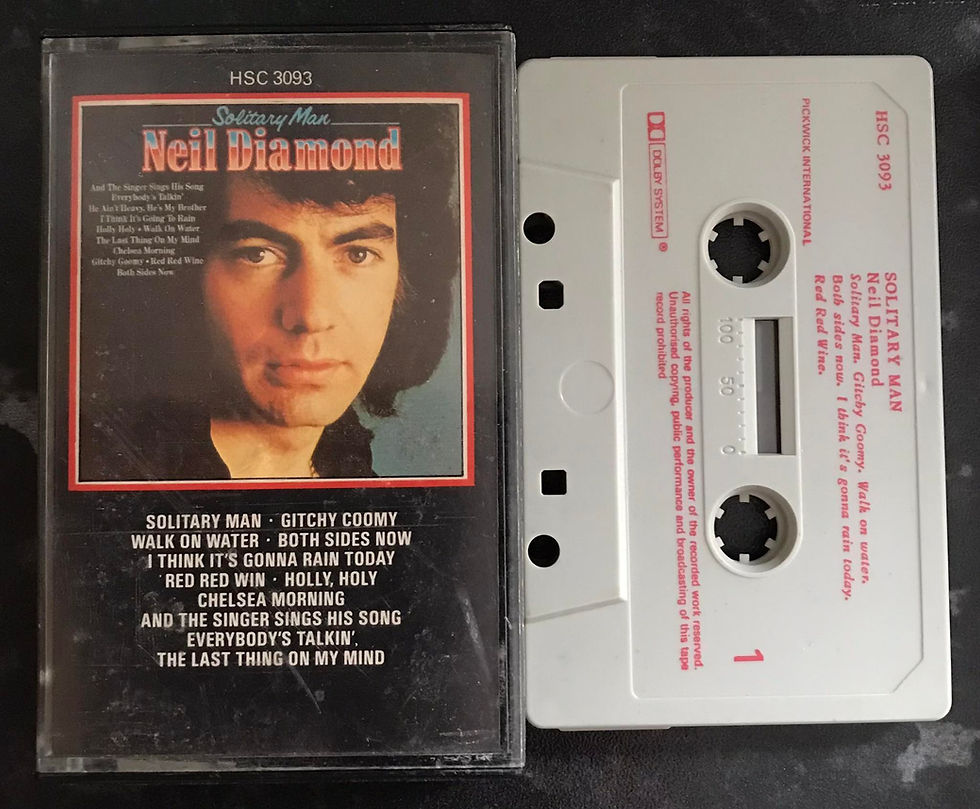 HSC 3093
Solitary Man
Neil Diamond
And The Singer Sings His Song
Everybody's Talkin'
He Ain't Heavy, He's My Brother
I Think It's Going To Rain
Holly Holy • Walk On Water
The Last Thing On My Mind
Chelsea Morning
Gitchy Goomy • Red Red Wine
Both Sides Now
SOLITARY MAN · GITCHY COOMY
WALK ON WATER · BOTH SIDES NOW
I THINK IT'S GONNA RAIN TODAY
RED RED WIN · HOLLY, HOLY
CHELSEA MORNING
AND THE SINGER SINGS HIS SONG
EVERYBODY'S TALKIN',
THE LAST THING ON MY MIND
HSC 3093
PICKWICK INTERNATIONAL
DOLBY SYSTEM ®
SOLITARY MAN
Neil Diamond
Solitary Man. Gitchy Goomy. Walk on water.
Both sides now. I think it's gonna rain today.
Red Red Wine.
100 50 0
1
All rights of the producer and the owner of the recorded work reserved.
Unauthorised copying, public performance and broadcasting of this tape
record prohibited